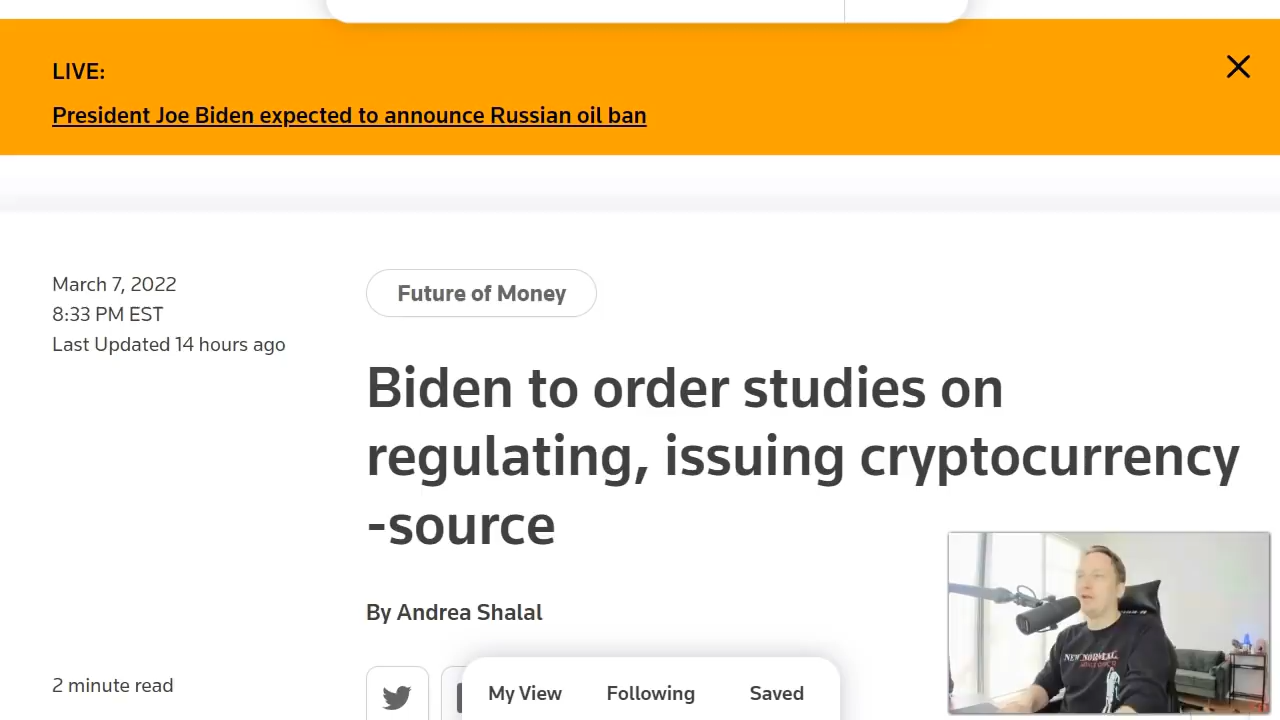 LIVE:
President Joe Biden expected to announce Russian oil ban
March 7, 2022
8:33 PM EST
Last Updated 14 hours ago
Future of Money
Biden to order studies on
regulating, issuing cryptocurrency
-source
By Andrea Shalal
2 minute read
My View
Following
Saved
NEW NORMAL